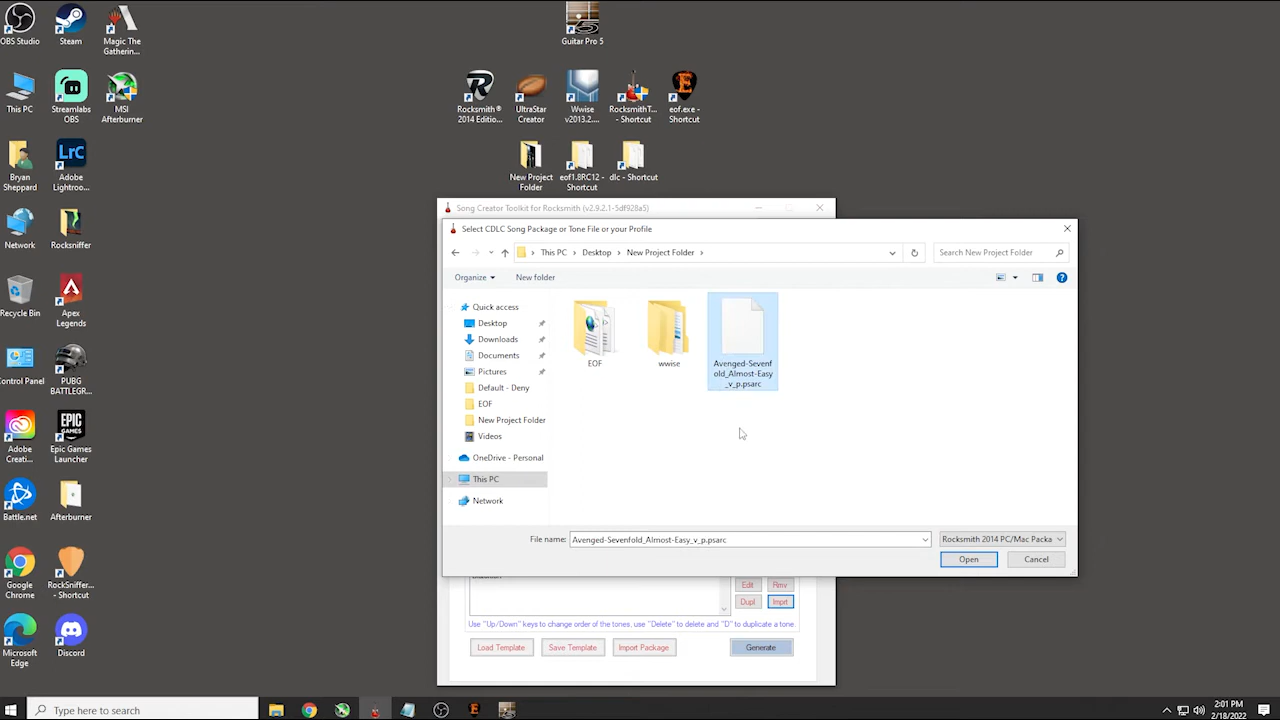 OBS Studio
Steam
Magic The
Gatherin...
Guitar Pro 5
This PC
Streamlabs
OBS
MSI
Afterburner
Rocksmith®
2014 Editio...
UltraStar
Creator
Wwise
v2013.2....
RocksmithT...
- Shortcut
eof.exe -
Shortcut
Bryan
Sheppard
Adobe
Lightroo...
New Project
Folder
eof1.8RC12 -
Shortcut
dlc - Shortcut
Network
Rocksniffer
Recycle Bin
Apex
Legends
Control Panel
PUBG
BATTLEGR...
Adobe
Creati...
Epic Games
Launcher
Battle.net
Afterburner
Google
Chrome
RockSniffer-
- Shortcut
Microsoft
Edge
Discord
Song Creator Toolkit for Rocksmith (v2.9.2.1-5df928a5)
Select CDLC Song Package or Tone File or your Profile
This PC > Desktop > New Project Folder >
Search New Project Folder
Organize
New folder
Quick access
Desktop
Downloads
Documents
Pictures
Default - Deny
EOF
New Project Folder
Videos
OneDrive - Personal
This PC
Network
EOF
wwise
Avenged-Sevenf
old_Almost-Easy
_v_p.psarc
File name:
Avenged-Sevenfold_Almost-Easy_v_p.psarc
Rocksmith 2014 PC/Mac Packa
Open
Cancel
Edit
Rmv
Dupl
Imprt
Use "Up/Down" keys to change order of the tones, use "Delete" to delete and "D" to duplicate a tone.
Load Template
Save Template
Import Package
Generate
Type here to search
2:01 PM
2/18/2022